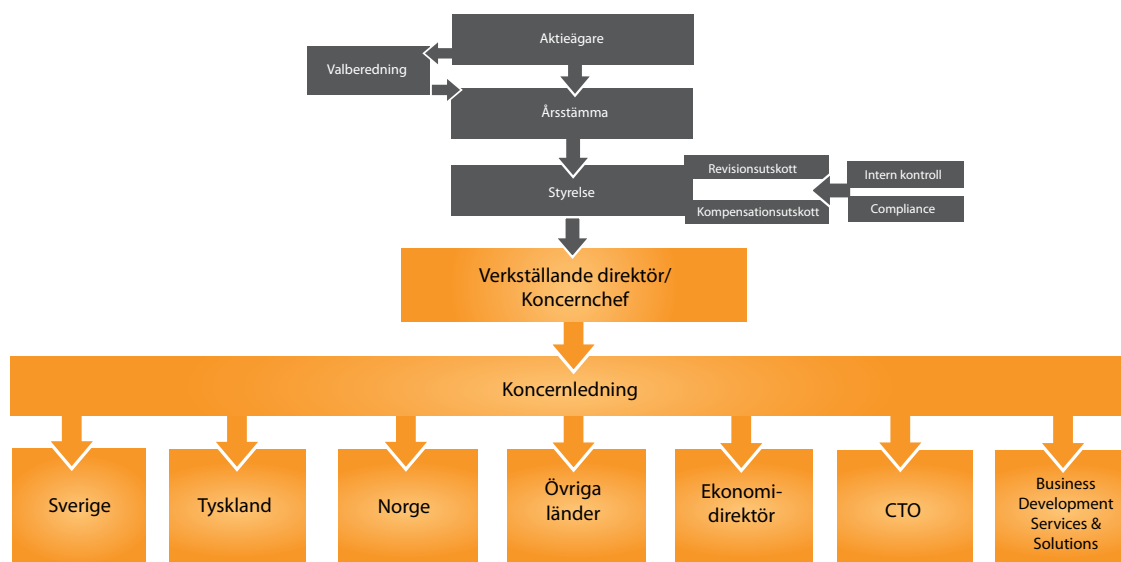 Aktieägare
Valberedning
Årsstämma
Styrelse
Revisionsutskott
Kompensationsutskott
Intern kontroll
Compliance
Verkställande direktör/
Koncernchef
Koncernledning
Sverige
Tyskland
Norge
Övriga
länder
Ekonomi-
direktör
CTO
Business
Development
Services &
Solutions